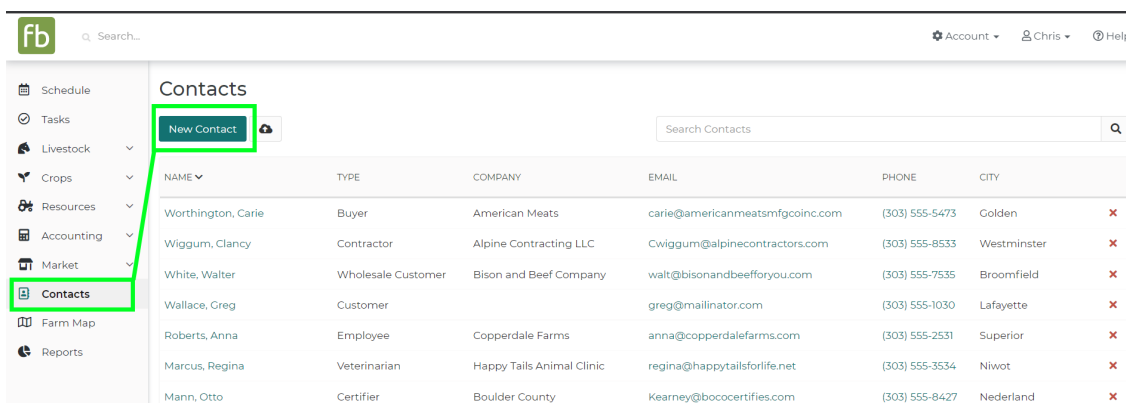 fb Search... Account Chris Help
Schedule
Tasks
Livestock
Crops
Resources
Accounting
Market
Contacts
Farm Map
Reports
Contacts
New Contact Search Contacts
NAME TYPE COMPANY EMAIL PHONE CITY
Worthington, Carie Buyer American Meats carie@americanmeatsmfgcoinc.com (303) 555-5473 Golden
Wiggum, Clancy Contractor Alpine Contracting LLC Cwiggum@alpinecontractors.com (303) 555-8533 Westminster
White, Walter Wholesale Customer Bison and Beef Company walt@bisonandbeefforyou.com (303) 555-7535 Broomfield
Wallace, Greg Customer greg@mailinator.com (303) 555-1030 Lafayette
Roberts, Anna Employee Copperdale Farms anna@copperdalefarms.com (303) 555-2531 Superior
Marcus, Regina Veterinarian Happy Tails Animal Clinic regina@happytailsforlife.net (303) 555-3534 Niwot
Mann, Otto Certifier Boulder County Kearney@bococertifies.com (303) 555-8427 Nederland